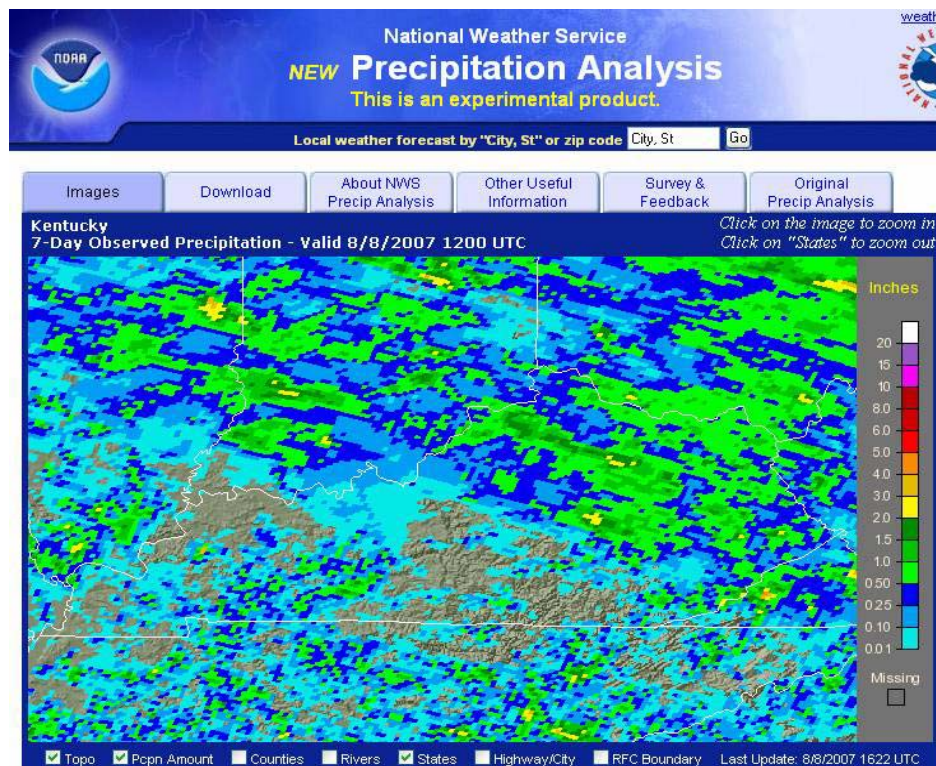 weath
NOAA
National Weather Service
NEW Precipitation Analysis
This is an experimental product.
Local weather forecast by "City, St" or zip code City, St Go
Images
Download
About NWS
Precip Analysis
Other Useful
Information
Survey &
Feedback
Original
Precip Analysis
Kentucky
7-Day Observed Precipitation - Valid 8/8/2007 1200 UTC
Click on the image to zoom in
Click on "States" to zoom out
Inches
20
15
10
8.0
6.0
5.0
4.0
3.0
2.0
1.5
1.0
0.50
0.25
0.10
0.01
Missing
Topo Pcpn Amount Counties Rivers States Highway/City RFC Boundary Last Update: 8/8/2007 1622 UTC